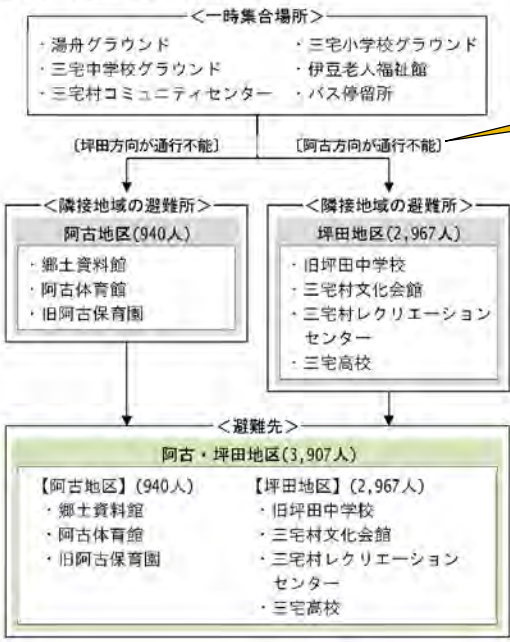 <一時集合場所>
・湯舟グラウンド
・三宅中学校グラウンド
・三宅村コミュニティセンター
・三宅小学校グラウンド
・伊豆老人福祉館
・バス停留所
〔坪田方向が通行不能〕
〔阿古方向が通行不能〕
<隣接地域の避難所>
阿古地区(940人)
・郷土資料館
・阿古体育館
・旧阿古保育園
<隣接地域の避難所>
坪田地区(2,967人)
・旧坪田中学校
・三宅村文化会館
・三宅村レクリエーション
センター
・三宅高校
<避難先>
阿古・坪田地区(3,907人)
【阿古地区】(940人)
・郷土資料館
・阿古体育館
・旧阿古保育園
【坪田地区】(2,967人)
・旧坪田中学校
・三宅村文化会館
・三宅村レクリエーション
センター
・三宅高校